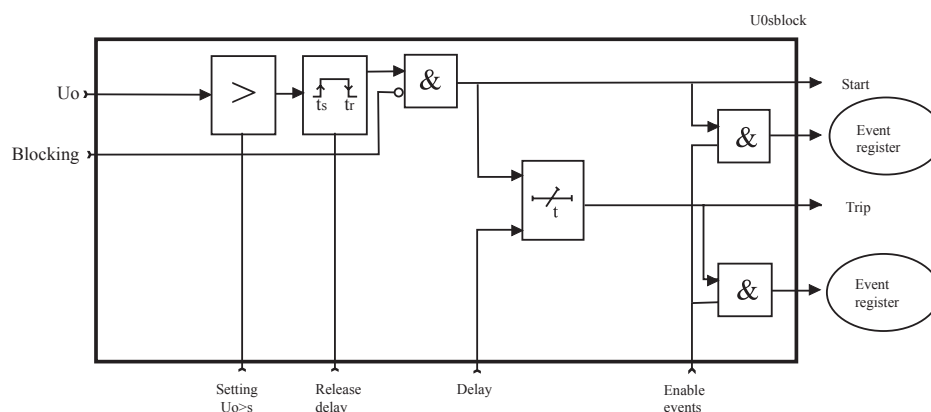 U0sblock
Uo
>
ts
tr
&
Start
Blocking
&
Event
register
t
Trip
&
Event
register
Setting
Uo>s
Release
delay
Delay
Enable
events